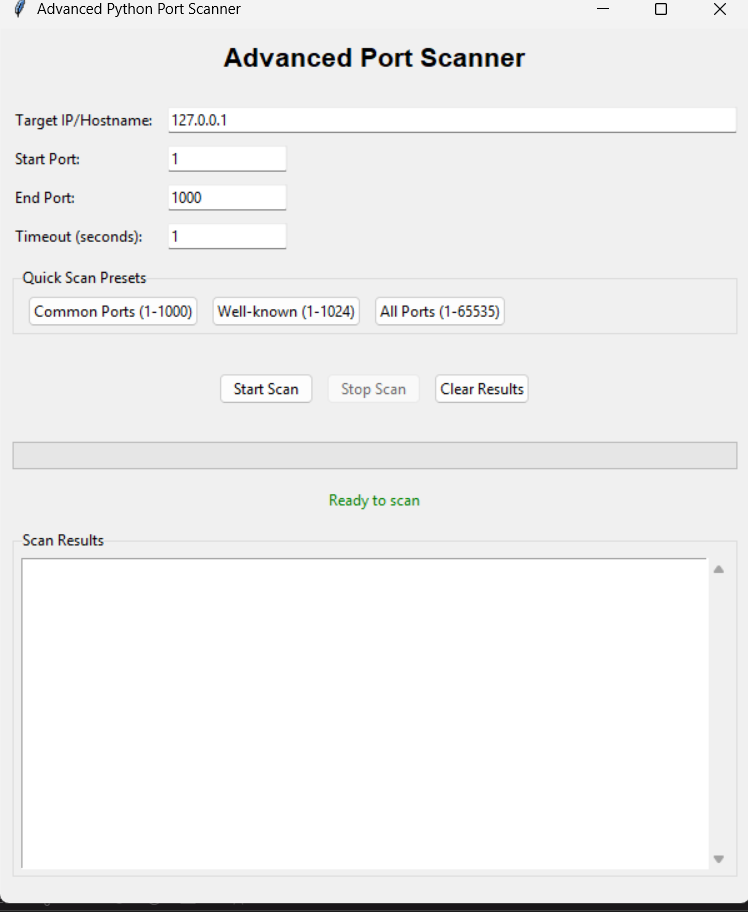 Advanced Python Port Scanner
Advanced Port Scanner
Target IP/Hostname: 127.0.0.1
Start Port: 1
End Port: 1000
Timeout (seconds): 1
Quick Scan Presets
Common Ports (1-1000) Well-known (1-1024) All Ports (1-65535)
Start Scan Stop Scan Clear Results
Ready to scan
Scan Results